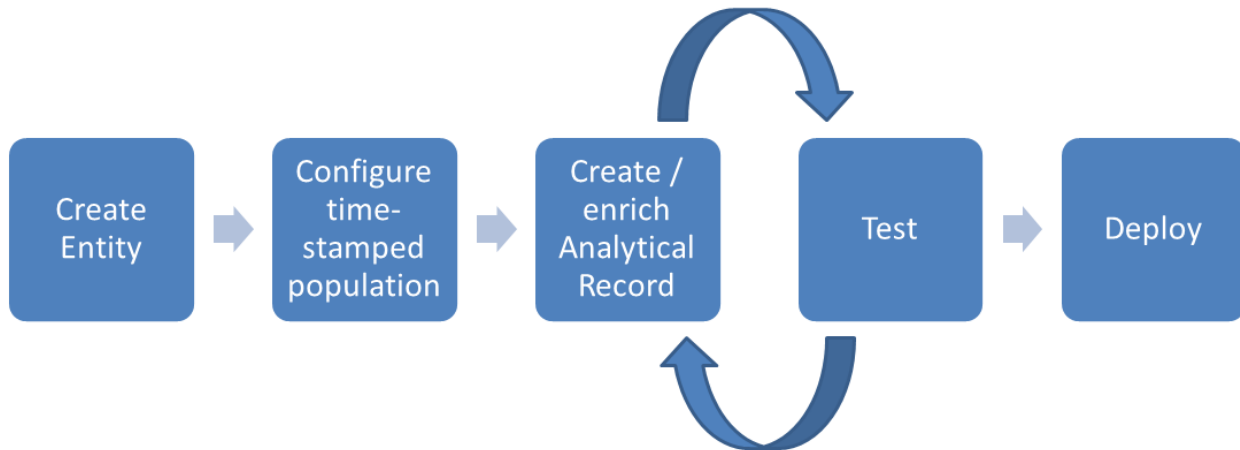 Create
Entity
Configure
time-
stamped
population
Create /
enrich
Analytical
Record
Test
Deploy